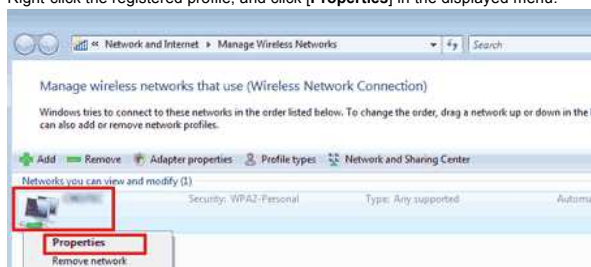 Right-click the registered profile, and click [Properties] in the displayed menu.
« Network and Internet ▸ Manage Wireless Networks Search
Manage wireless networks that use (Wireless Network Connection)
Windows tries to connect to these networks in the order listed below. To change the order, drag a network up or down in the
can also add or remove network profiles.
Add Remove Adapter properties Profile types Network and Sharing Center
Networks you can view and modify (1)
Security: WPA2-Personal Type: Any supported Automa
Properties
Remove network